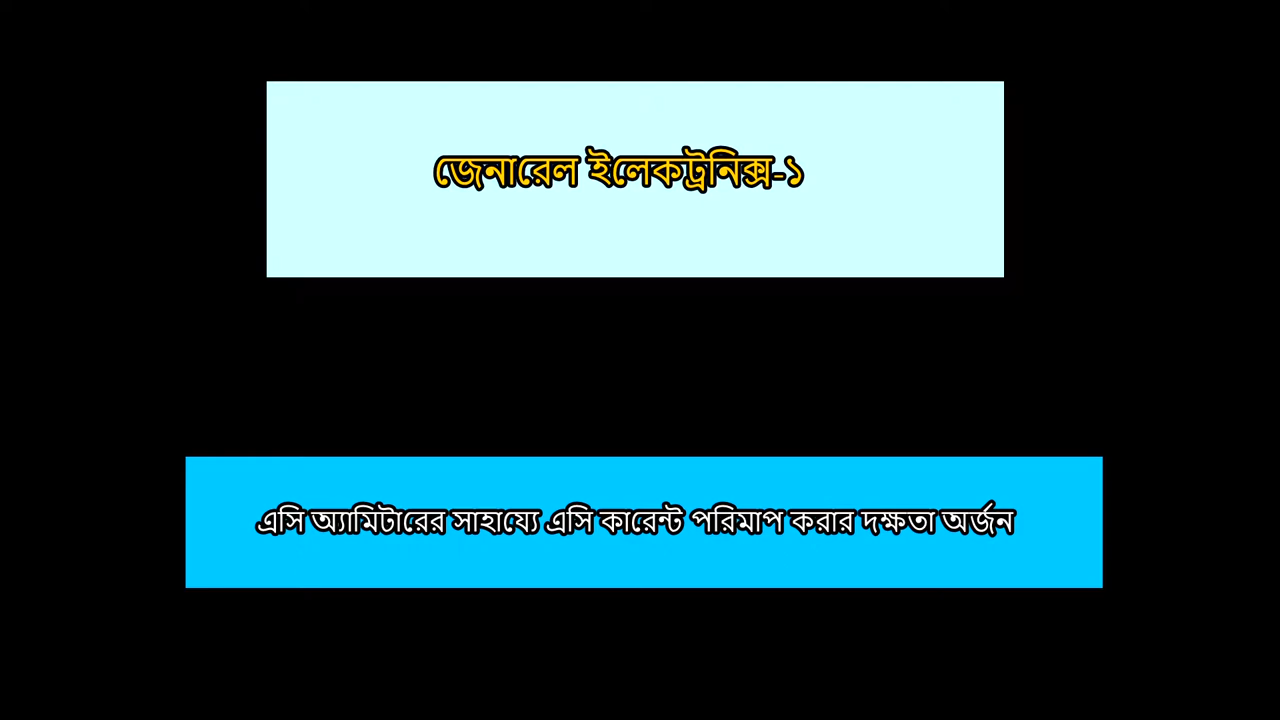 জেনারেল ইলেকট্রনিক্স-১
এসি অ্যামিটারের সাহায্যে এসি কারেন্ট পরিমাপ করার দক্ষতা অর্জন